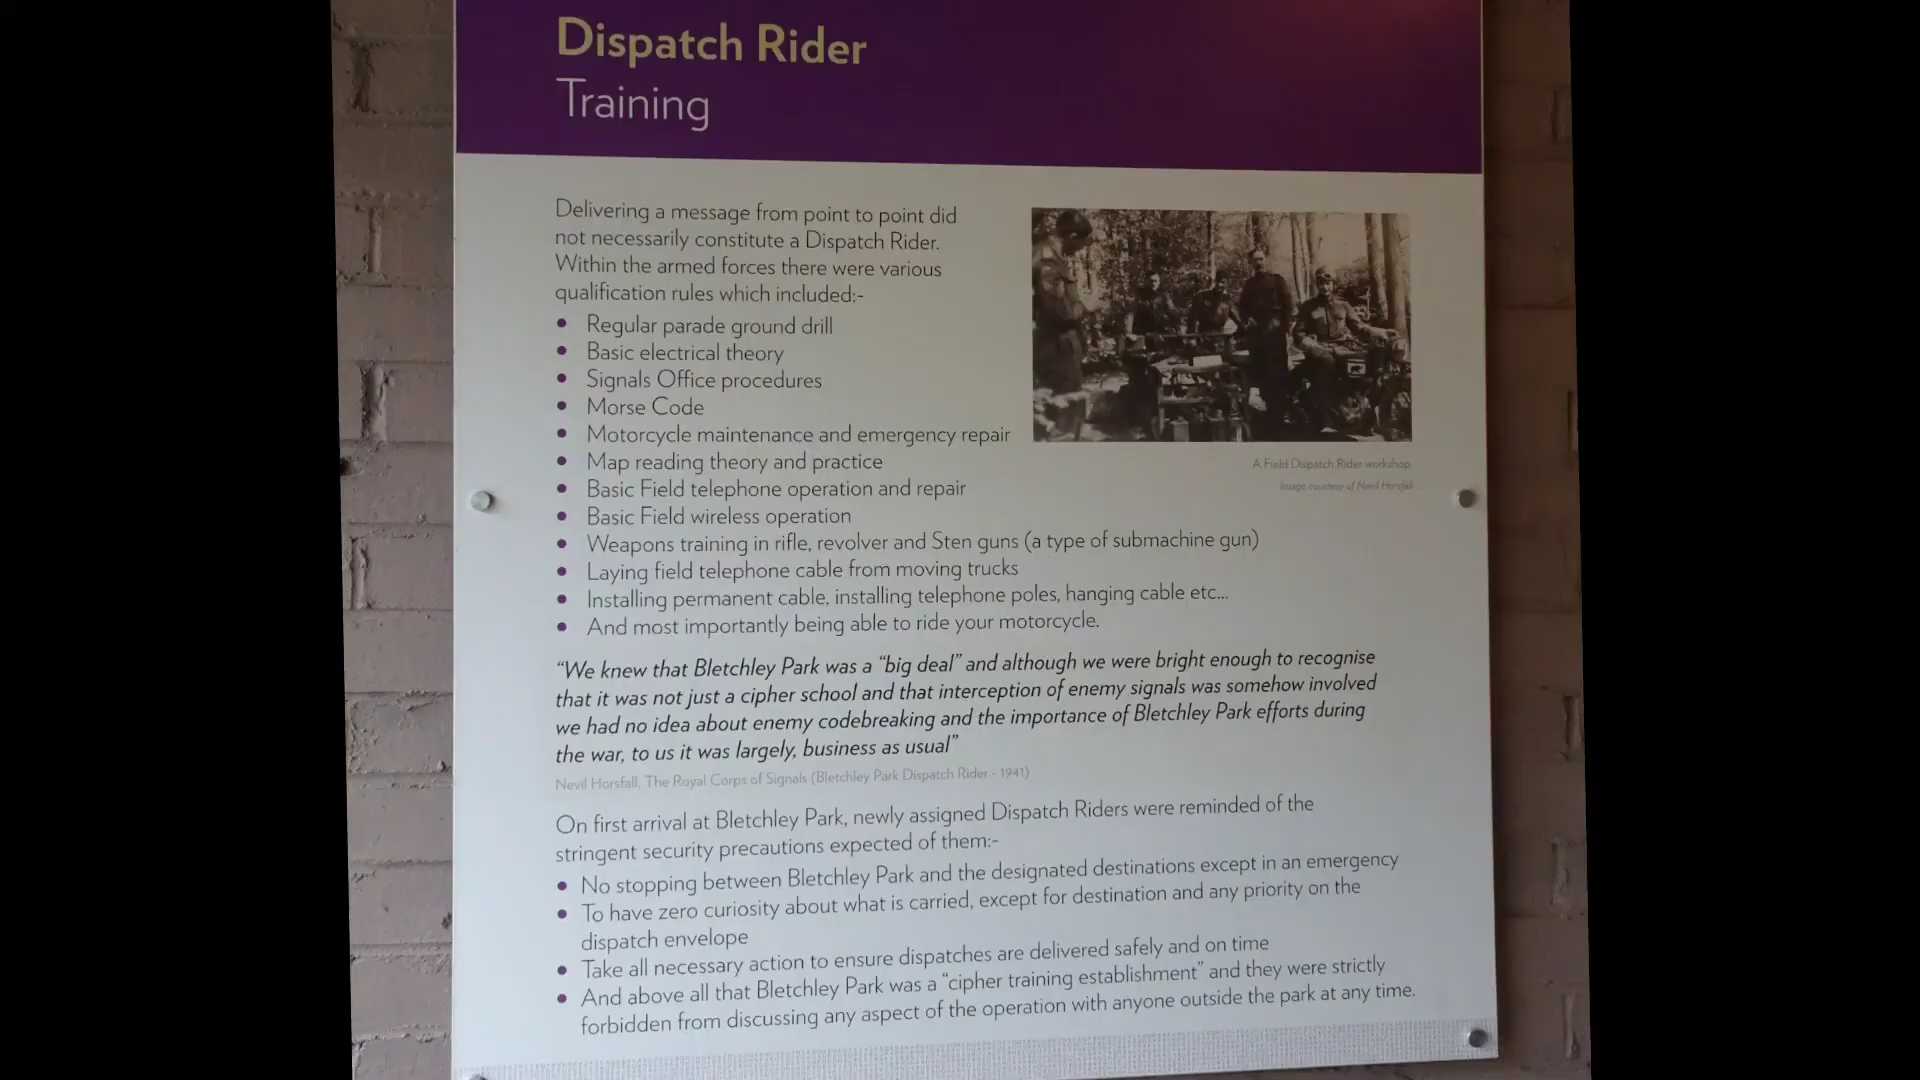 Dispatch Rider
Training
Delivering a message from point to point did
not necessarily constitute a Dispatch Rider.
Within the armed forces there were various
qualification rules which included:-
• Regular parade ground drill
• Basic electrical theory
• Signals Office procedures
• Morse Code
• Motorcycle maintenance and emergency repair
• Map reading theory and practice
• Basic Field telephone operation and repair
• Basic Field wireless operation
• Weapons training in rifle, revolver and Sten guns (a type of submachine gun)
• Laying field telephone cable from moving trucks
• Installing permanent cable, installing telephone poles, hanging cable etc...
• And most importantly being able to ride your motorcycle.
A Field Dispatch Rider workshop.
Image courtesy of Nevil Horsfall
“We knew that Bletchley Park was a “big deal” and although we were bright enough to recognise
that it was not just a cipher school and that interception of enemy signals was somehow involved
we had no idea about enemy codebreaking and the importance of Bletchley Park efforts during
the war, to us it was largely, business as usual”
Nevil Horsfall, The Royal Corps of Signals (Bletchley Park Dispatch Rider - 1941)
On first arrival at Bletchley Park, newly assigned Dispatch Riders were reminded of the
stringent security precautions expected of them:-
• No stopping between Bletchley Park and the designated destinations except in an emergency
• To have zero curiosity about what is carried, except for destination and any priority on the
dispatch envelope
• Take all necessary action to ensure dispatches are delivered safely and on time
• And above all that Bletchley Park was a “cipher training establishment” and they were strictly
forbidden from discussing any aspect of the operation with anyone outside the park at any time.